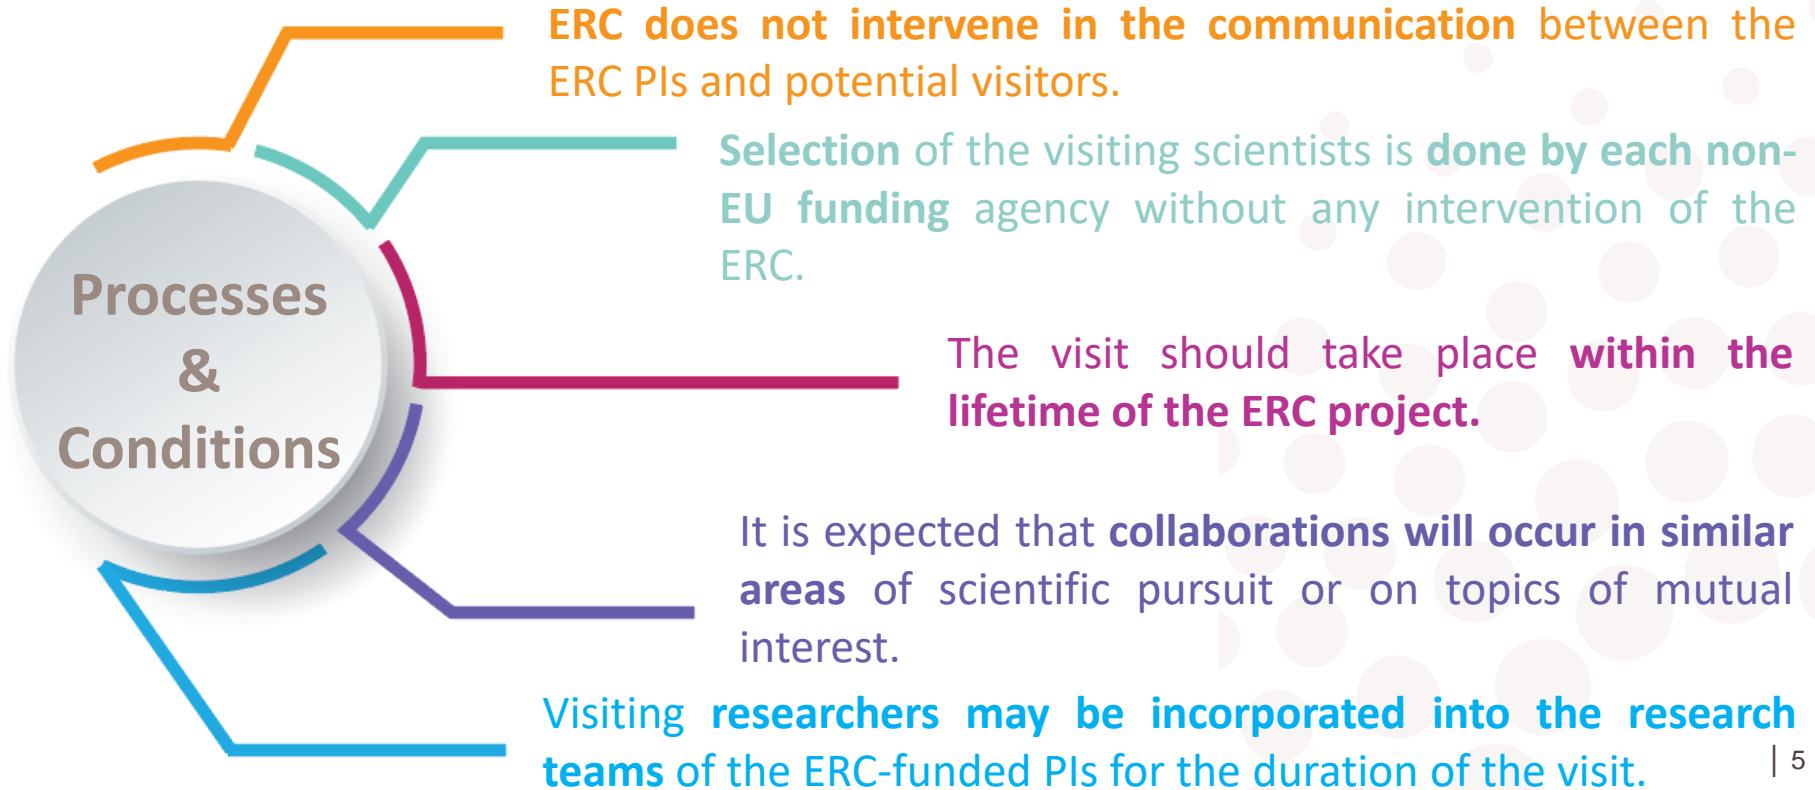 ERC does not intervene in the communication between the
ERC PIs and potential visitors.
Selection of the visiting scientists is done by each non-
EU funding agency without any intervention of the
ERC.
Processes
&
Conditions
The visit should take place within the
lifetime of the ERC project.
It is expected that collaborations will occur in similar
areas of scientific pursuit or on topics of mutual
interest.
Visiting researchers may be incorporated into the research
teams of the ERC-funded PIs for the duration of the visit.
| 5